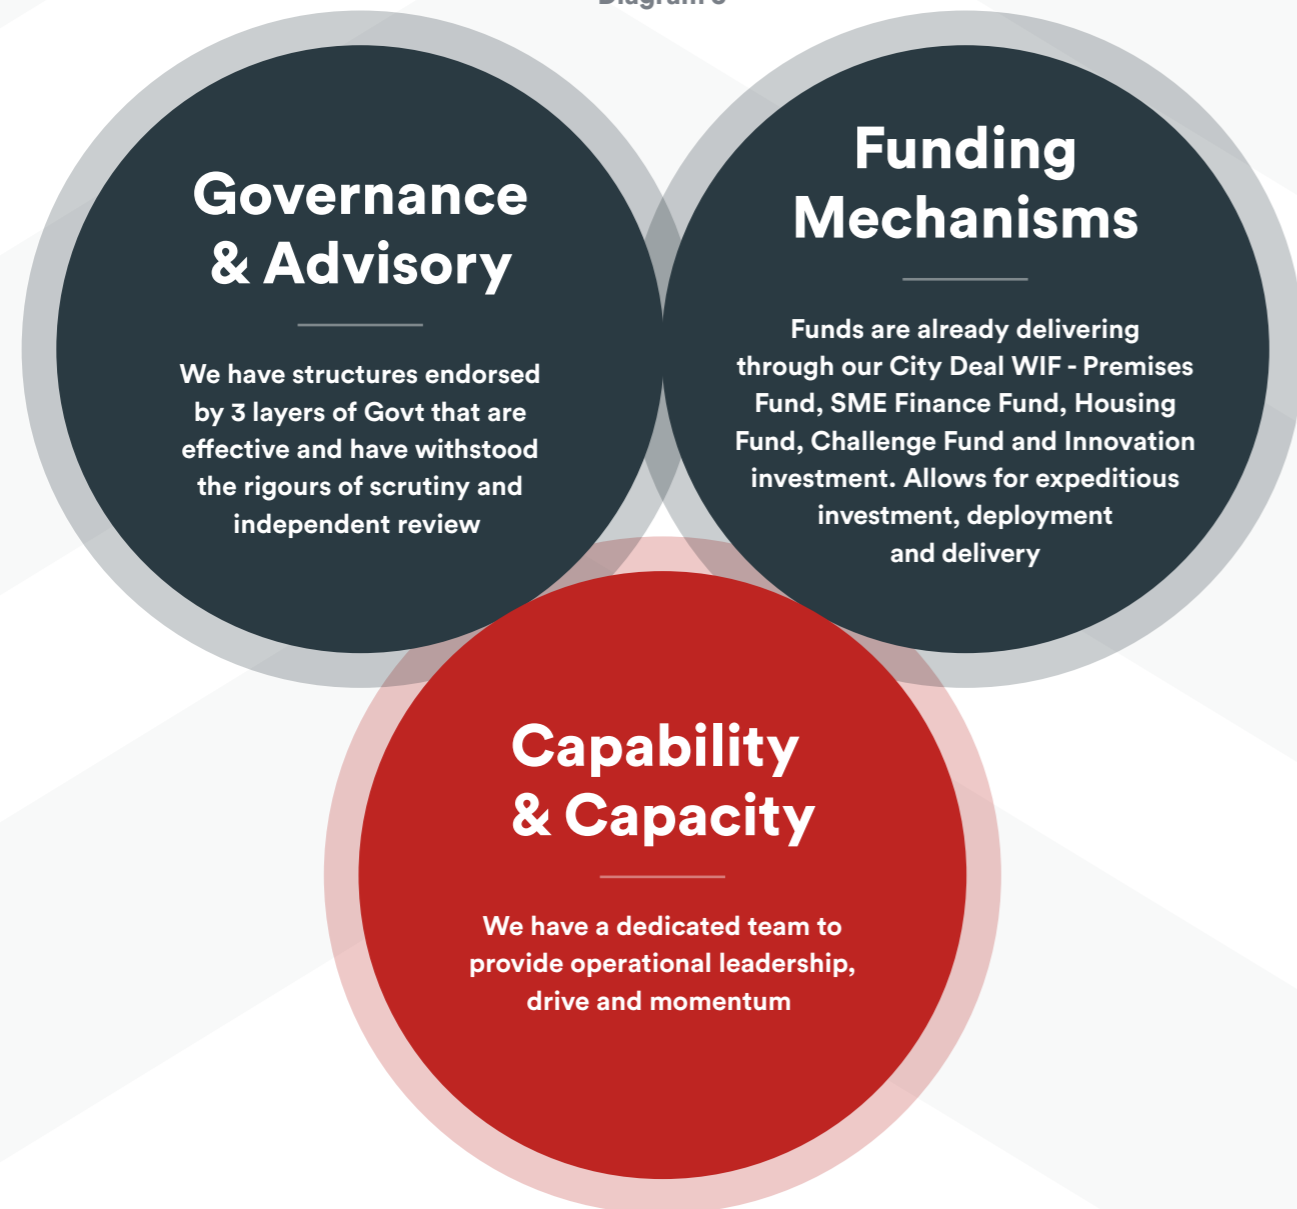 Governance
& Advisory
We have structures endorsed
by 3 layers of Govt that are
effective and have withstood
the rigours of scrutiny and
independent review
Funding
Mechanisms
Funds are already delivering
through our City Deal WIF - Premises
Fund, SME Finance Fund, Housing
Fund, Challenge Fund and Innovation
investment. Allows for expeditious
investment, deployment
and delivery
Capability
& Capacity
We have a dedicated team to
provide operational leadership,
drive and momentum